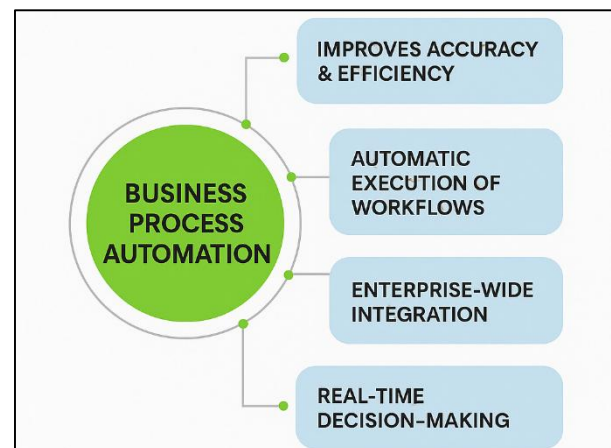 BUSINESS
PROCESS
AUTOMATION
IMPROVES ACCURACY
& EFFICIENCY
AUTOMATIC
EXECUTION OF
WORKFLOWS
ENTERPRISE-WIDE
INTEGRATION
REAL-TIME
DECISION-MAKING